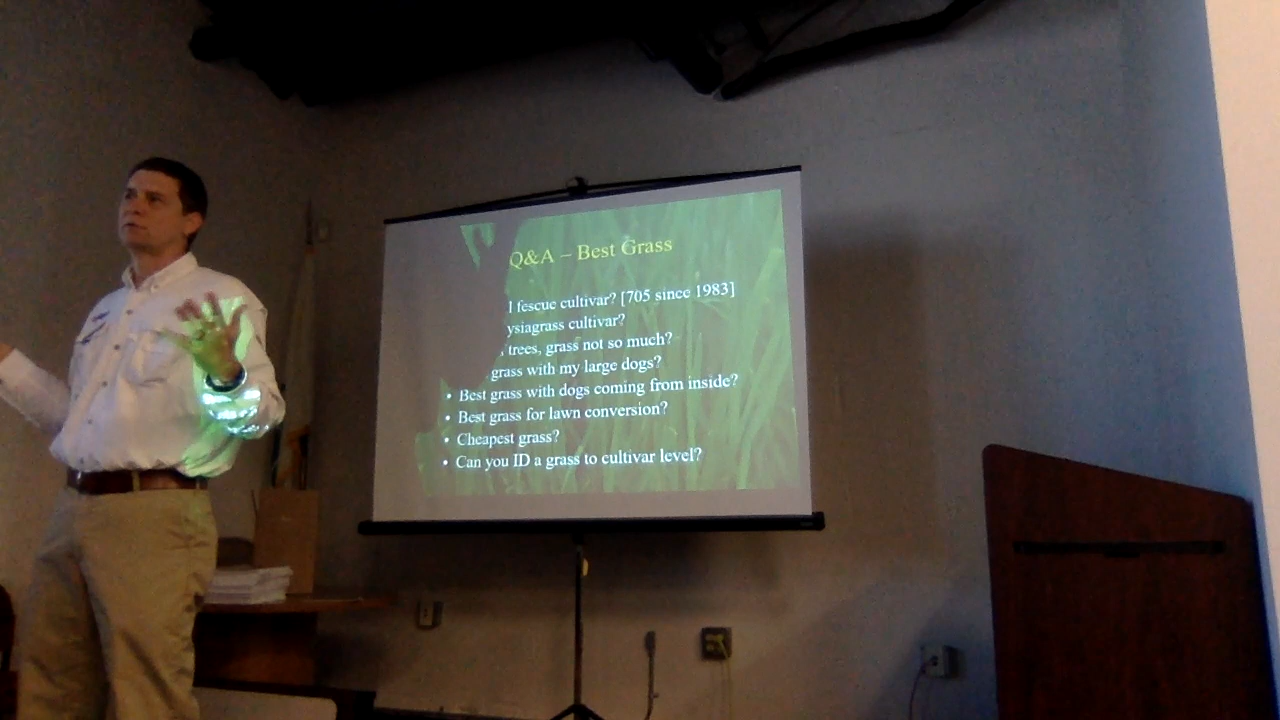 Q&A – Best Grass
fescue cultivar? [705 since 1983]
ysiagrass cultivar?
trees, grass not so much?
grass with my large dogs?
• Best grass with dogs coming from inside?
• Best grass for lawn conversion?
• Cheapest grass?
• Can you ID a grass to cultivar level?